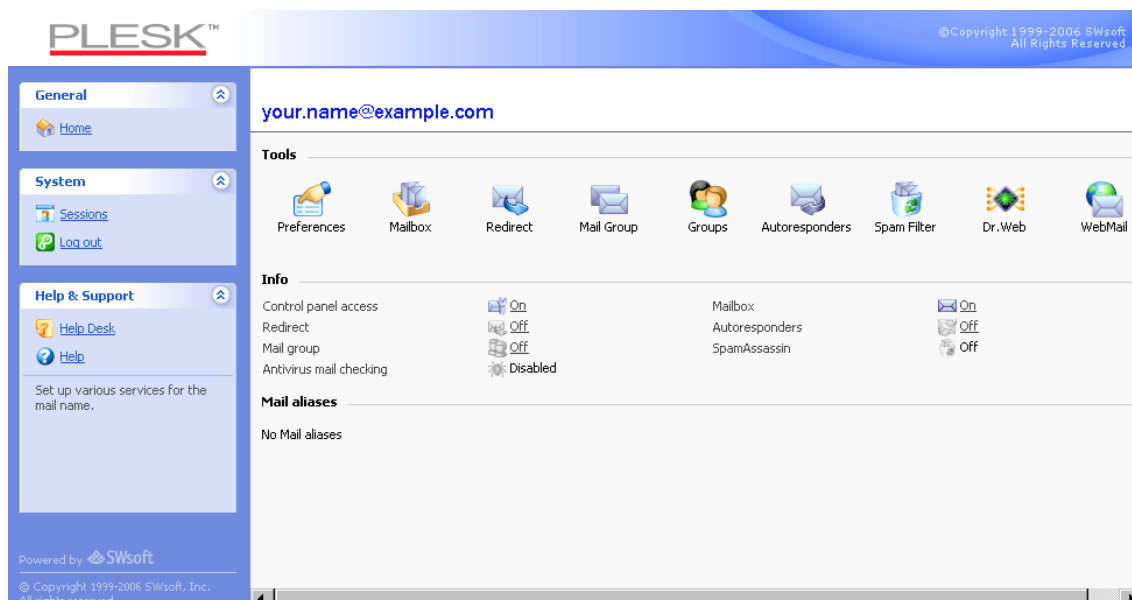 PLESK™
©Copyright 1999-2006 SWsoft
All Rights Reserved
General
Home
System
Sessions
Log out
Help & Support
Help Desk
Help
Set up various services for the
mail name.
Powered by SWsoft
© Copyright 1999-2006 SWsoft, Inc.
All rights reserved
your.name@example.com
Tools
Preferences Mailbox Redirect Mail Group Groups Autoresponders Spam Filter Dr.Web WebMail
Info
Control panel access On Mailbox On
Redirect Off Autoresponders Off
Mail group Off SpamAssassin Off
Antivirus mail checking Disabled
Mail aliases
No Mail aliases